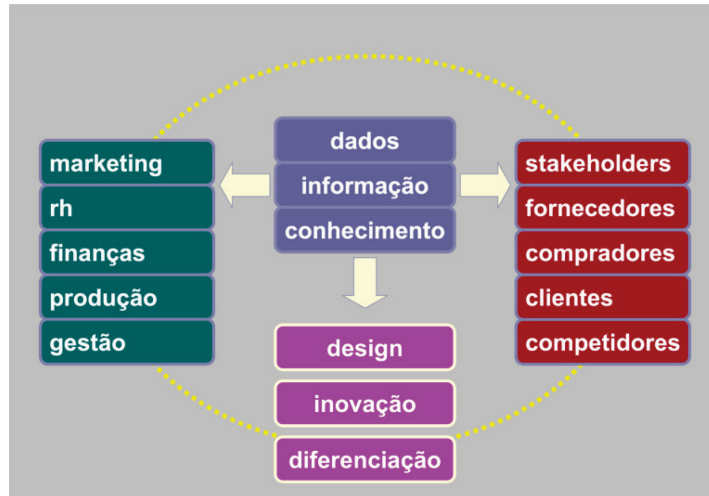 marketing
rh
finanças
produção
gestão
dados
informação
conhecimento
design
inovação
diferenciação
stakeholders
fornecedores
compradores
clientes
competidores